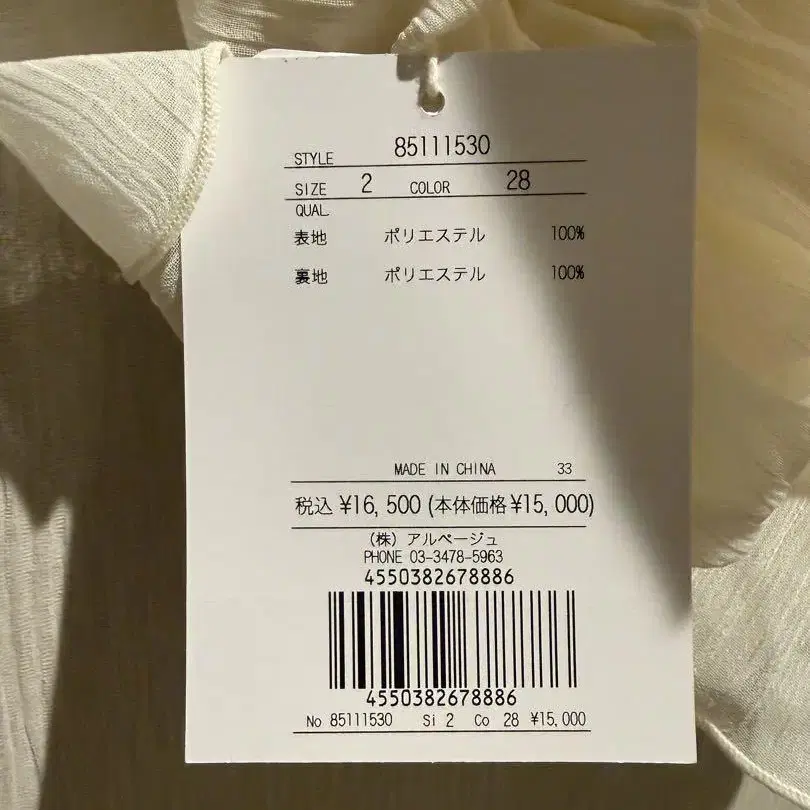 STYLE 85111530
SIZE 2 COLOR 28
QUAL.
表地 ポリエステル 100%
裏地 ポリエステル 100%
MADE IN CHINA 33
税込 ¥16,500 (本体価格¥15,000)
(株) アルページュ
PHONE 03-3478-5963
4550382678886
4550382678886
No 85111530 Si 2 Co 28 ¥15,000